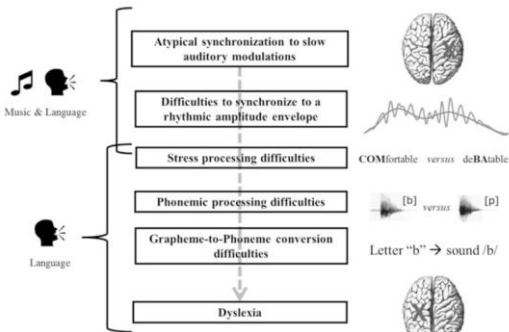 Atypical synchronization to slow
auditory modulations
Music & Language
Difficulties to synchronize to a
rhythmic amplitude envelope
Stress processing difficulties
COMfortable versus deBAtable
Phonemic processing difficulties
[b] versus [p]
Grapheme-to-Phoneme conversion
difficulties
Letter “b” → sound /b/
Language
Dyslexia
X